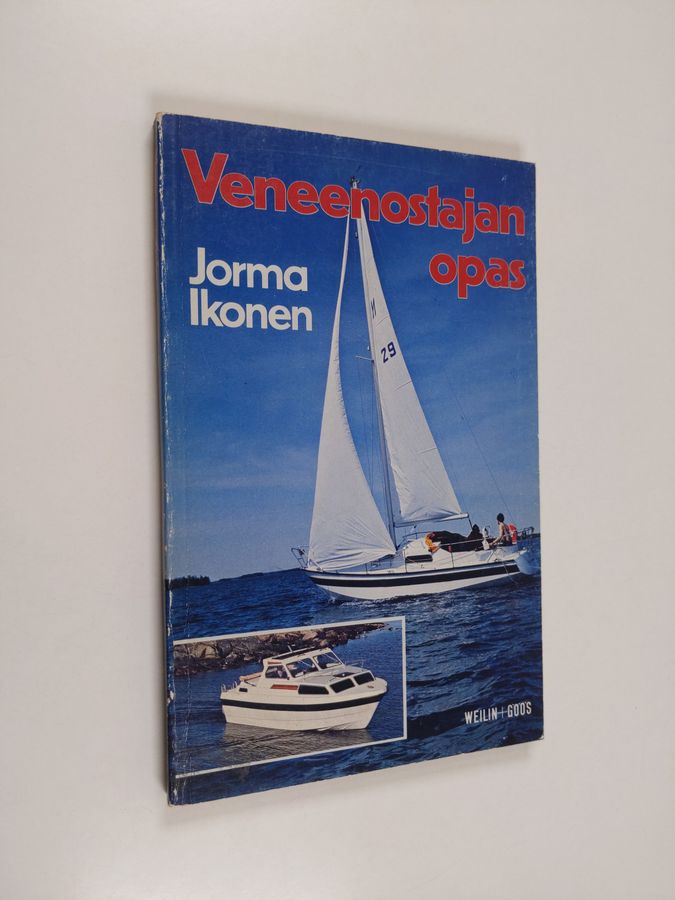 Veneenostajan
opas
Jorma
Ikonen
29
WEILIN+GÖÖS